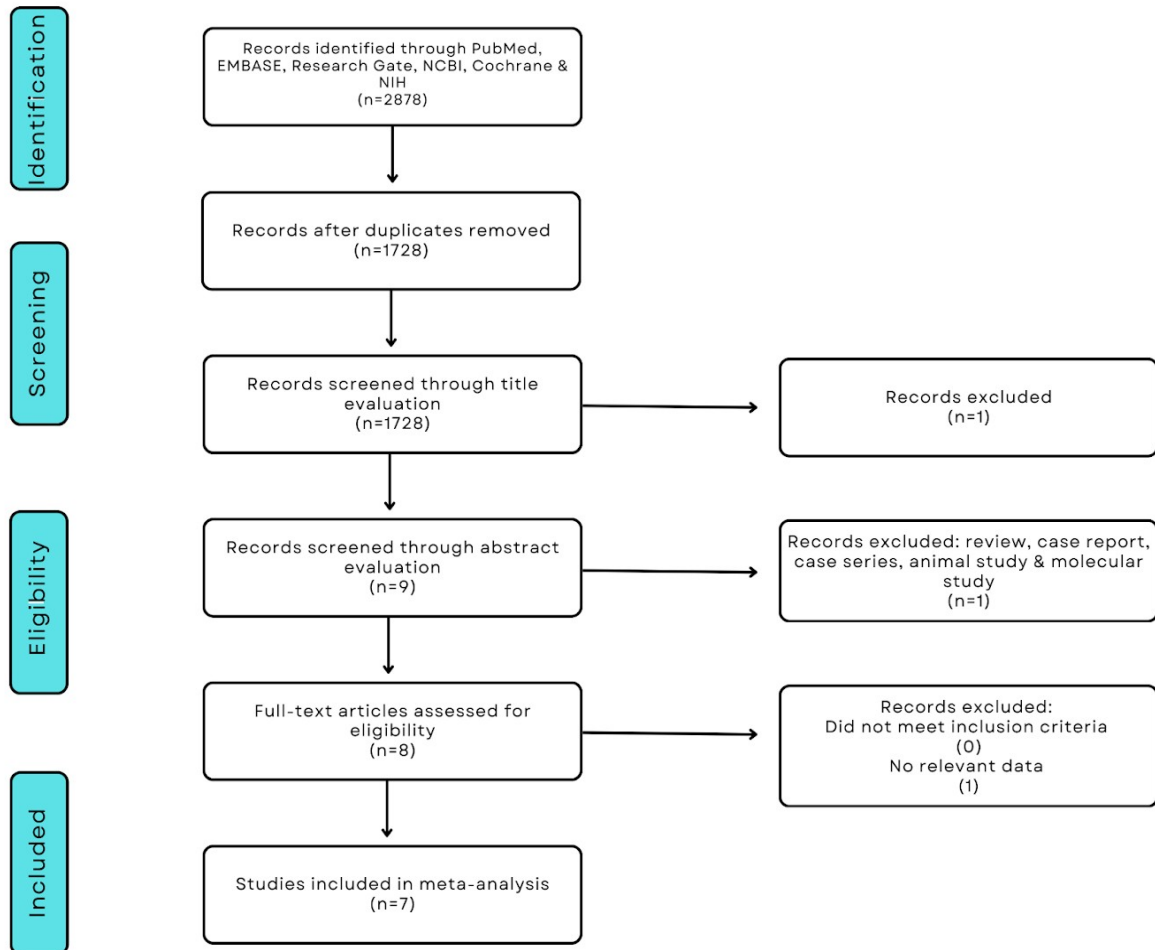 Identification
Records identified through PubMed,
EMBASE, Research Gate, NCBI, Cochrane &
NIH
(n=2878)
Records after duplicates removed
(n=1728)
Screening
Records screened through title
evaluation
(n=1728)
Records excluded
(n=1)
Eligibility
Records screened through abstract
evaluation
(n=9)
Records excluded: review, case report,
case series, animal study & molecular
study
(n=1)
Full-text articles assessed for
eligibility
(n=8)
Records excluded:
Did not meet inclusion criteria
(0)
No relevant data
(1)
Included
Studies included in meta-analysis
(n=7)